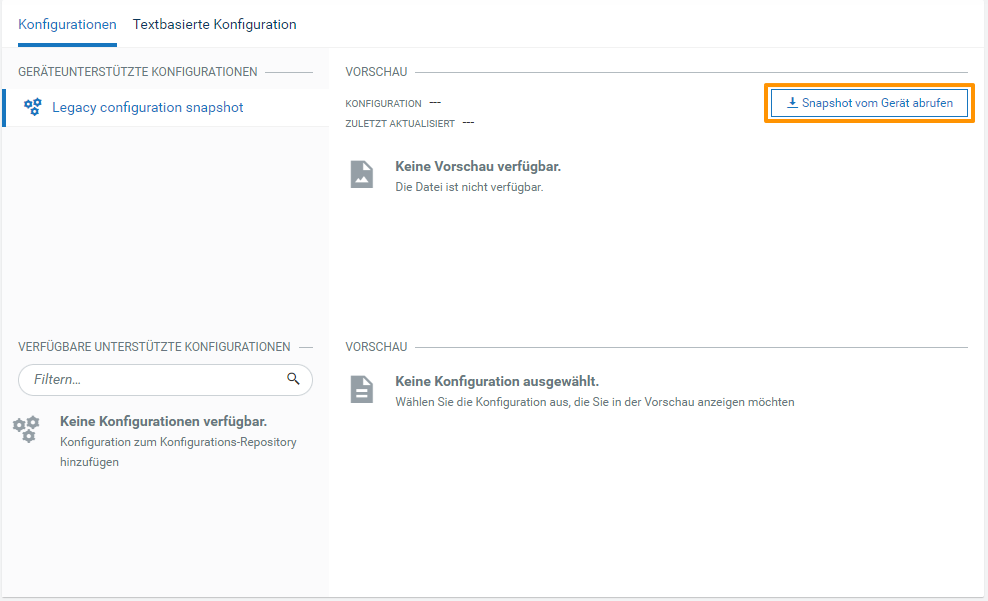 Konfigurationen Textbasierte Konfiguration
GERÄTEUNTERSTÜTZTE KONFIGURATIONEN
Legacy configuration snapshot
VORSCHAU
KONFIGURATION ---
ZULETZT AKTUALISIERT ---
Snapshot vom Gerät abrufen
Keine Vorschau verfügbar.
Die Datei ist nicht verfügbar.
VERFÜGBARE UNTERSTÜTZTE KONFIGURATIONEN
Filtern...
Keine Konfigurationen verfügbar.
Konfiguration zum Konfigurations-Repository
hinzufügen
VORSCHAU
Keine Konfiguration ausgewählt.
Wählen Sie die Konfiguration aus, die Sie in der Vorschau anzeigen möchten